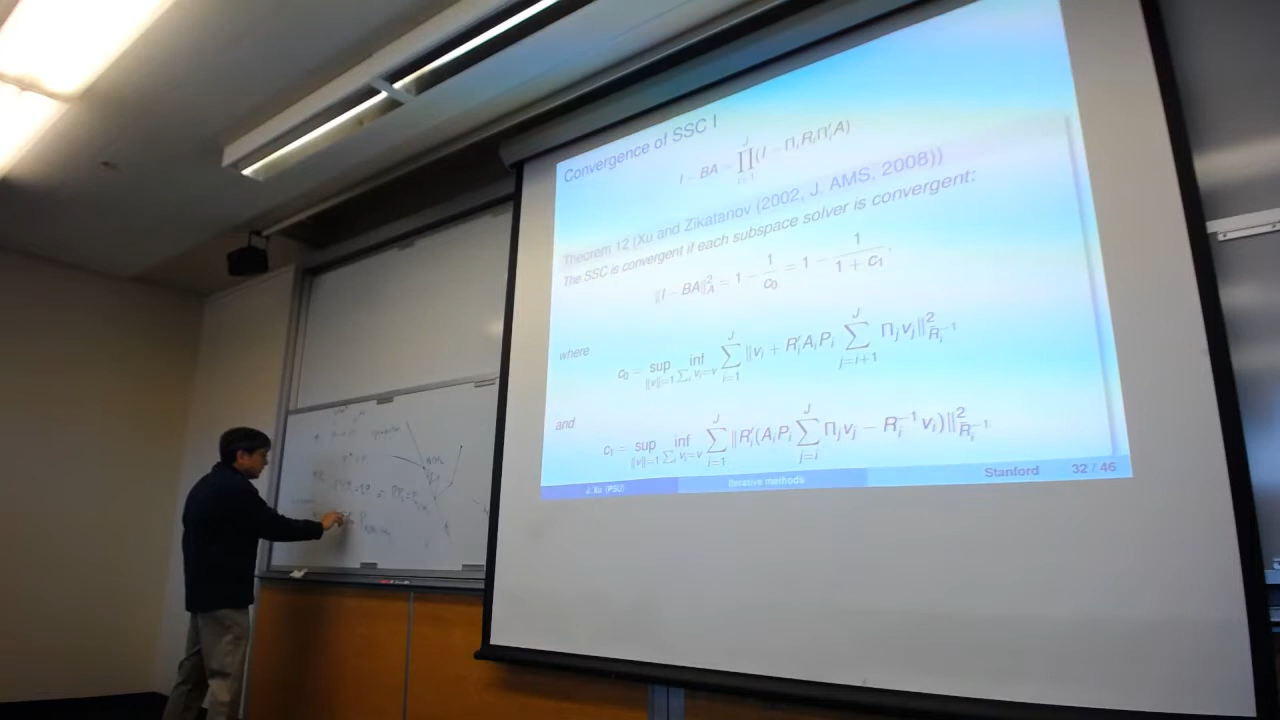 Convergence of SSC I
I − BA = ∏_{i=1}^{J} (I − Π_i R_i Π_i′ A)
Theorem 12 (Xu and Zikatanov (2002, J. AMS, 2008))
The SSC is convergent if each subspace solver is convergent:
‖I − BA‖_A^2 = 1 − 1/c_0 = 1 − 1/(1 + c_1),
where
c_0 = sup_{‖v‖=1} inf_{∑_i v_i=v} ∑_{i=1}^{J} ‖v_i + R_i′ A_i P_i ∑_{j=i+1}^{J} Π_j v_j‖^2_{R̄_i^{−1}}
and
c_1 = sup_{‖v‖=1} inf_{∑_i v_i=v} ∑_{i=1}^{J} ‖R_i′(A_i P_i ∑_{j=i}^{J} Π_j v_j − R_i^{−1} v_i)‖^2_{R̄_i^{−1}}
J. Xu (PSU) Iterative methods Stanford 32 / 46